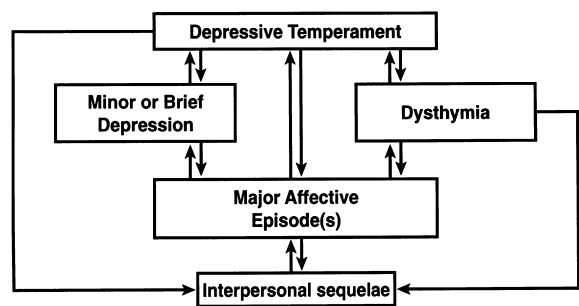 Depressive Temperament
Minor or Brief
Depression
Dysthymia
Major Affective
Episode(s)
Interpersonal sequelae